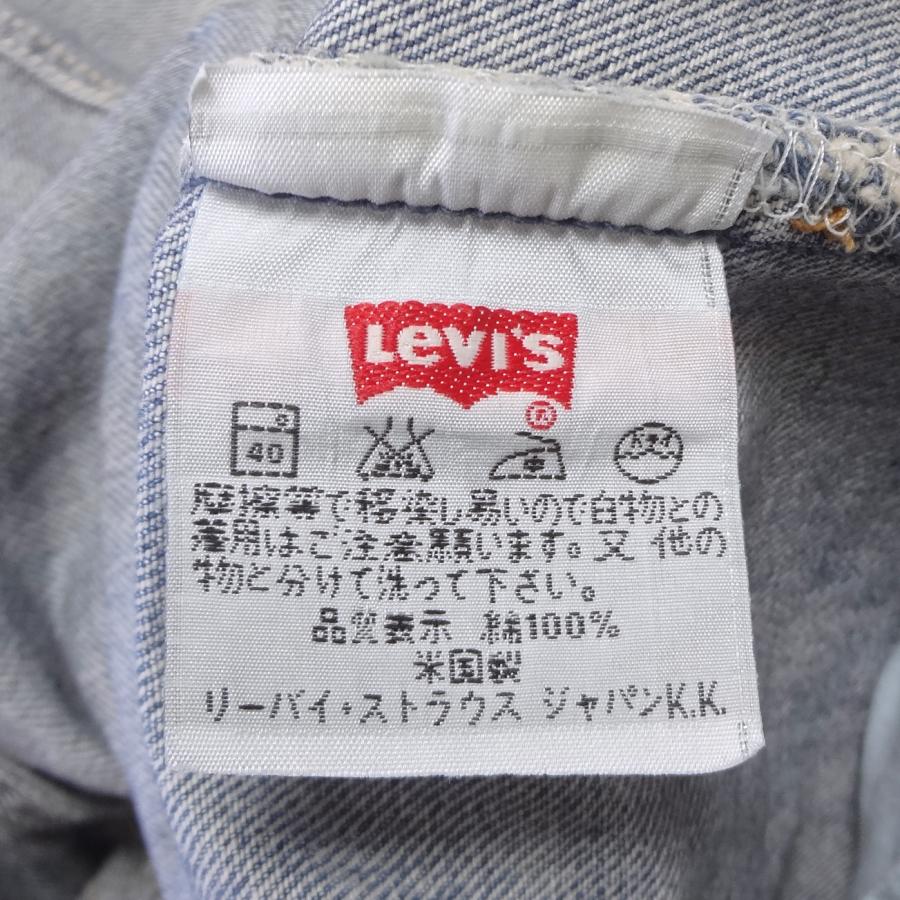 Levi's
®
40
摩擦等で移染し易いので白物との
着用はご注意願います。又 他の
物と分けて洗って下さい。
品質表示 綿100%
米国製
リーバイ・ストラウス ジャパンK.K.